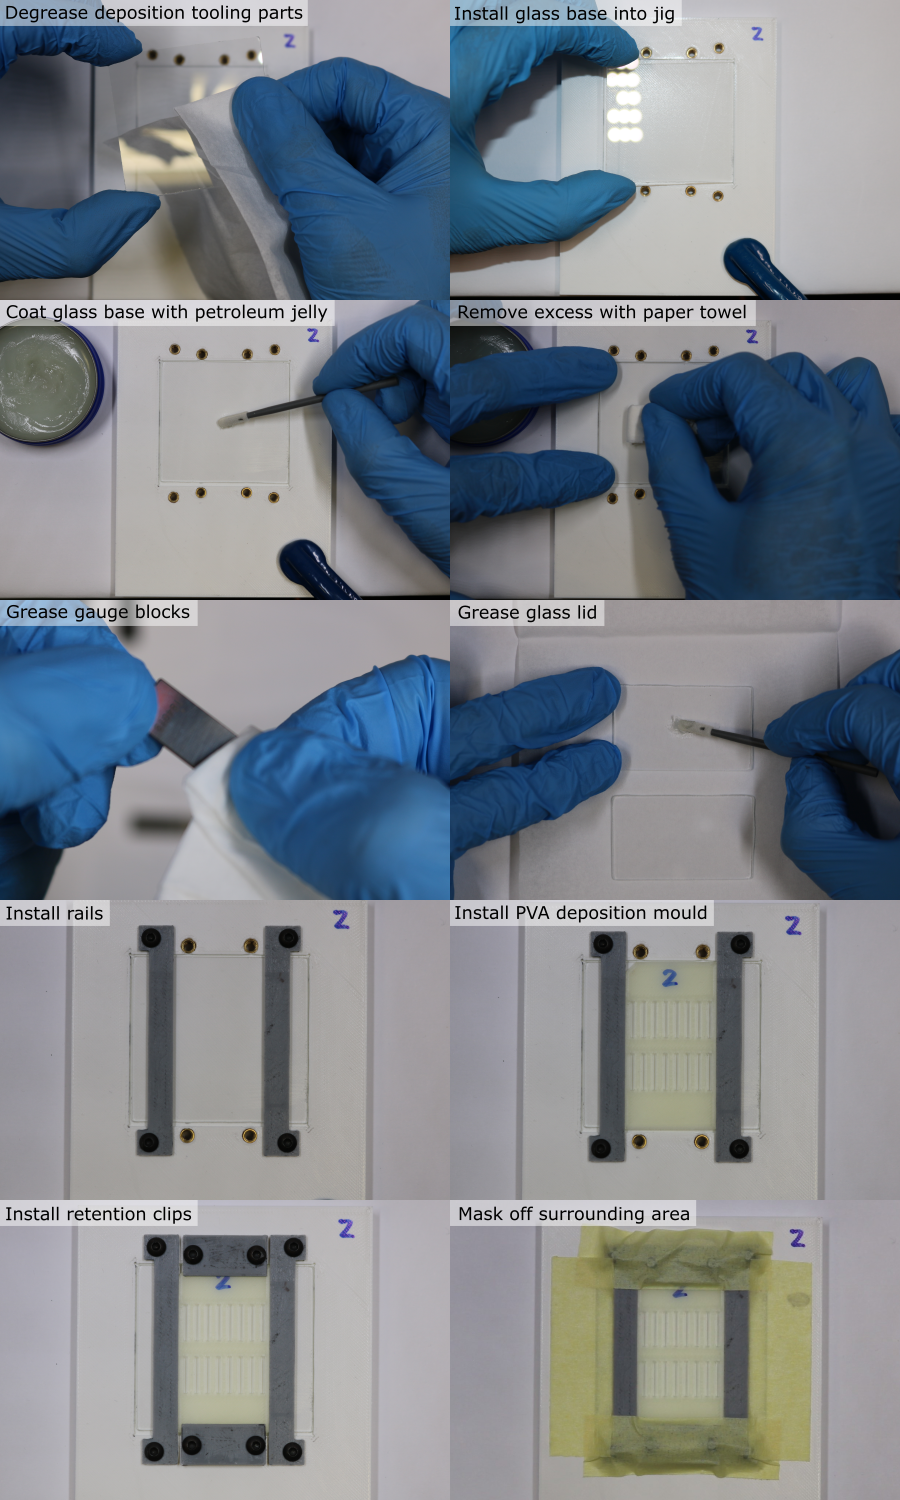 Degrease deposition tooling parts
2
Install glass base into jig
2
Coat glass base with petroleum jelly
2
Remove excess with paper towel
2
Grease gauge blocks
Grease glass lid
Install rails
2
Install PVA deposition mould
2
2
Install retention clips
2
2
Mask off surrounding area
2
2